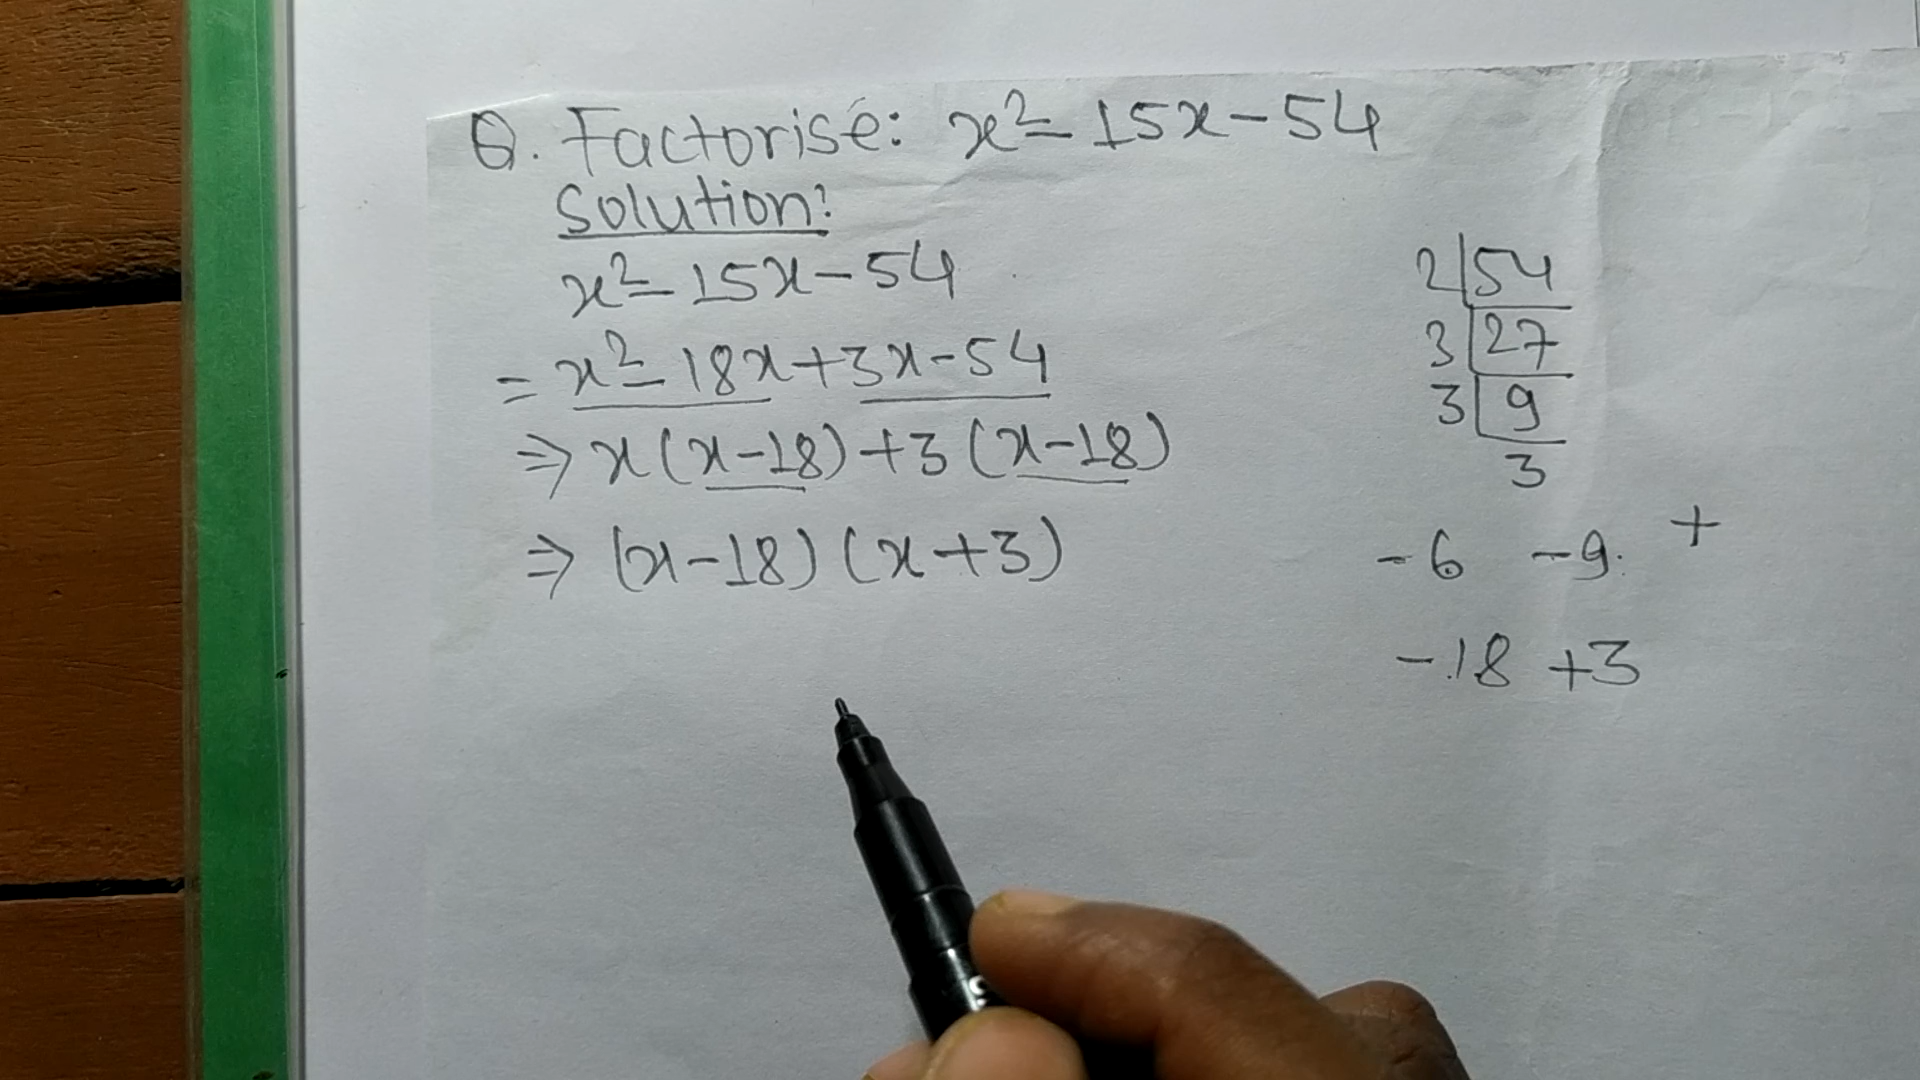 Q. Factorise: x² - 15x - 54
Solution:
x² - 15x - 54
= x² - 18x + 3x - 54
⇒ x(x - 18) + 3(x - 18)
⇒ (x - 18)(x + 3)
2|54
3|27
3|9
3
-6 -9 +
-18 +3